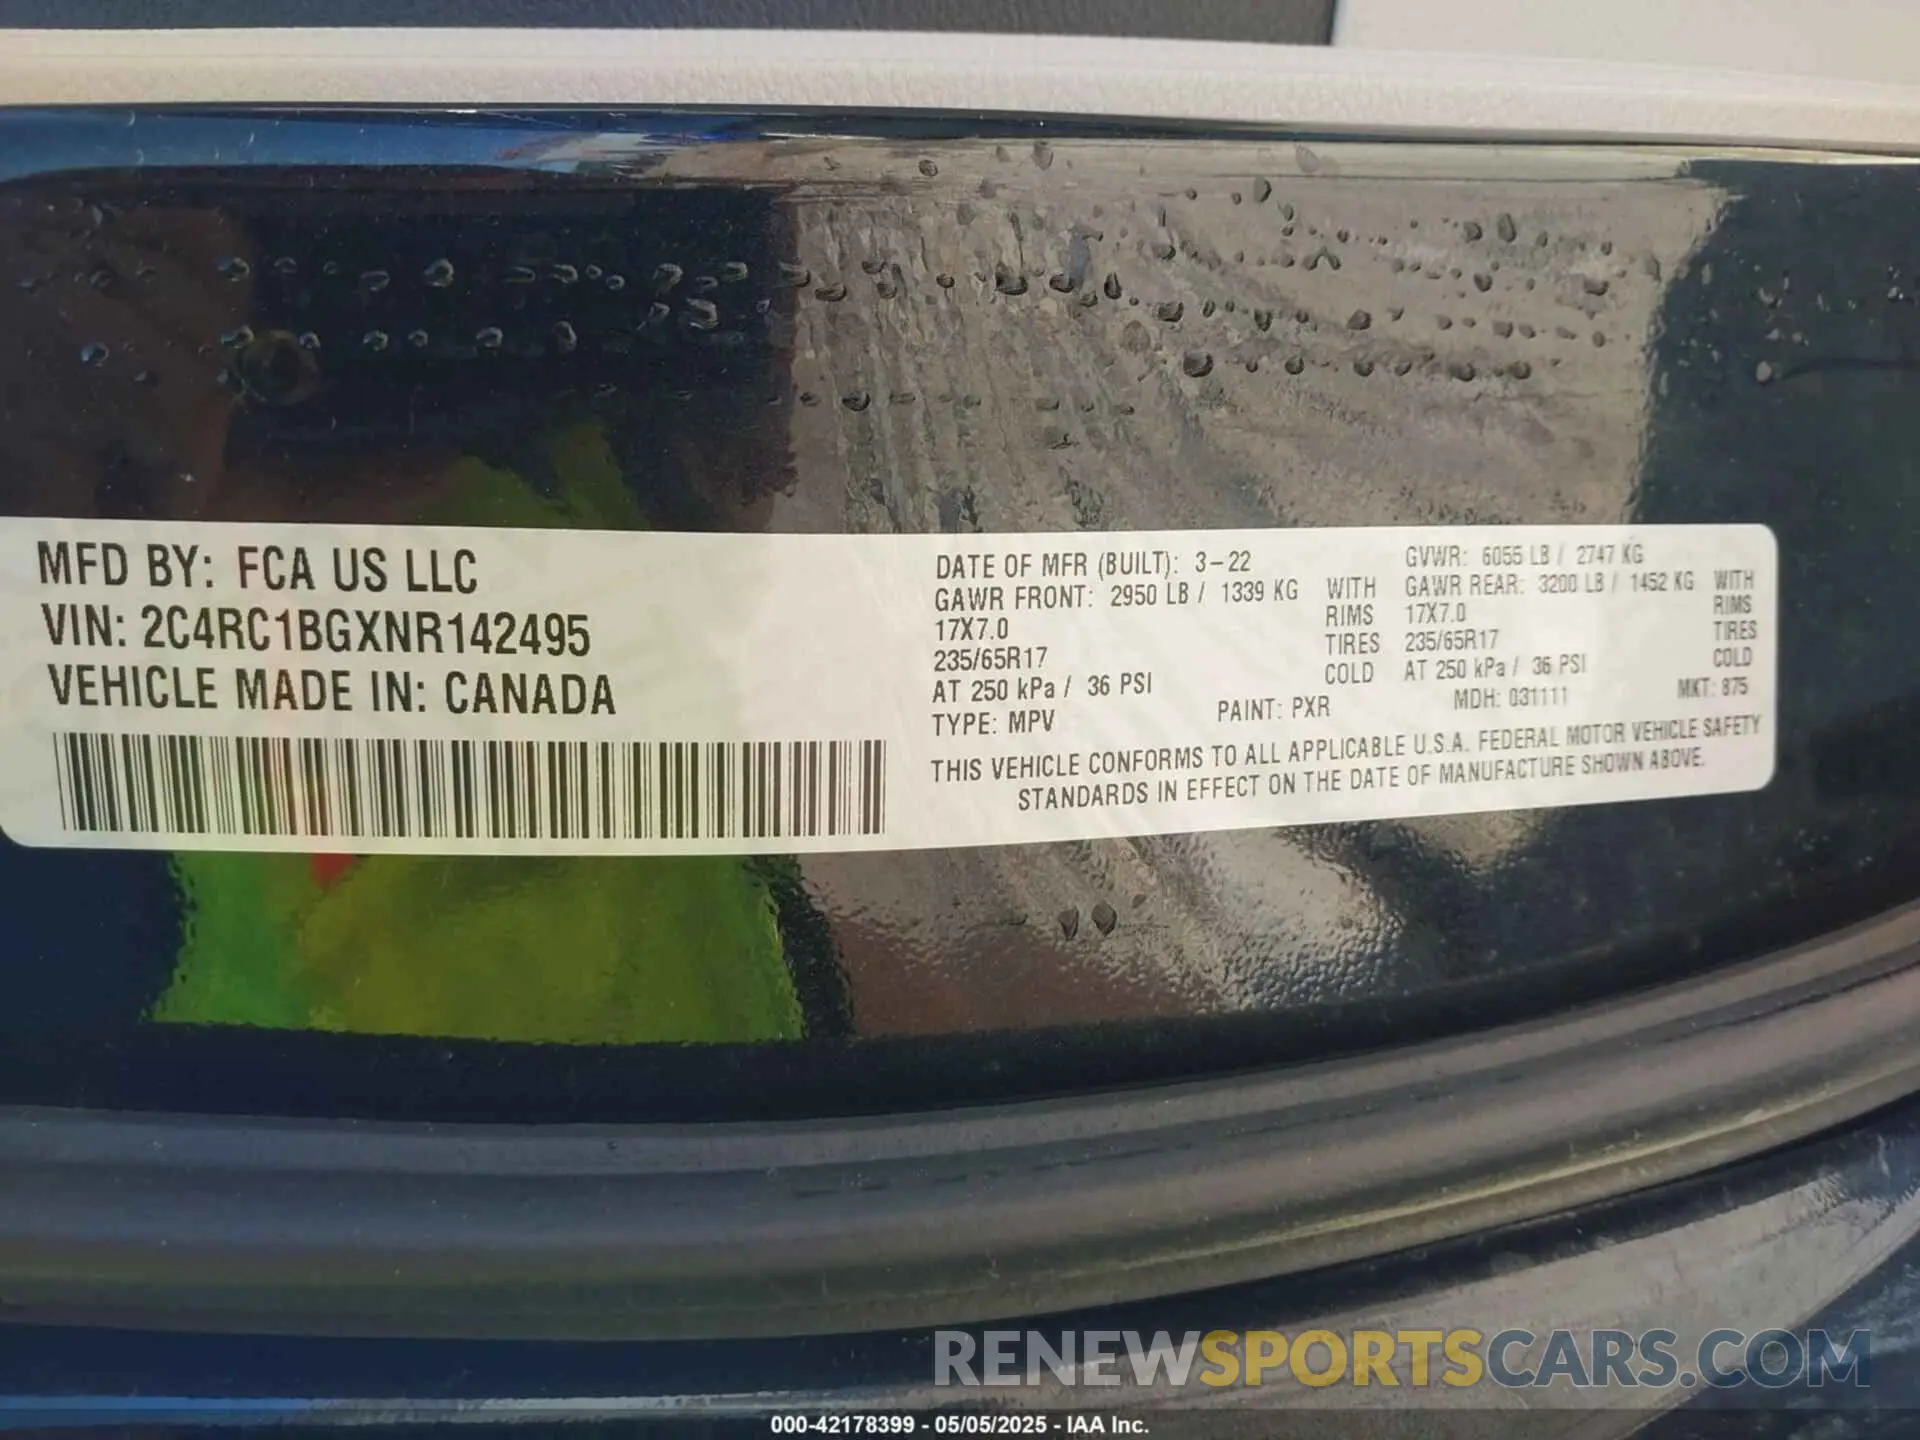 MFD BY: FCA US LLC
VIN: 2C4RC1BGXNR142495
VEHICLE MADE IN: CANADA
DATE OF MFR (BUILT): 3-22 GVWR: 6055 LB / 2747 KG
GAWR FRONT: 2950 LB / 1339 KG WITH GAWR REAR: 3200 LB / 1452 KG WITH
17X7.0 RIMS 17X7.0 RIMS
235/65R17 TIRES 235/65R17 TIRES
AT 250 kPa / 36 PSI COLD AT 250 kPa / 36 PSI COLD
TYPE: MPV PAINT: PXR MDH: 031111 MKT: 875
THIS VEHICLE CONFORMS TO ALL APPLICABLE U.S.A. FEDERAL MOTOR VEHICLE SAFETY
STANDARDS IN EFFECT ON THE DATE OF MANUFACTURE SHOWN ABOVE.
RENEWSPORTSCARS.COM
000-42178399 - 05/05/2025 - IAA Inc.